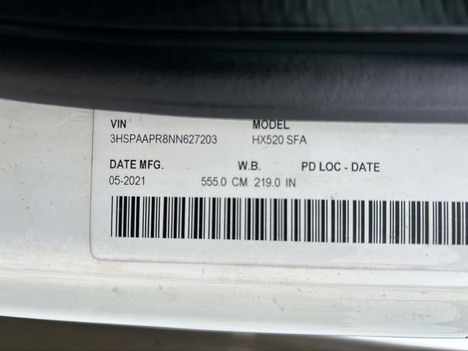 VIN MODEL
3HSPAAPR8NN627203 HX520 SFA
DATE MFG. W.B. PD LOC - DATE
05-2021 555.0 CM 219.0 IN